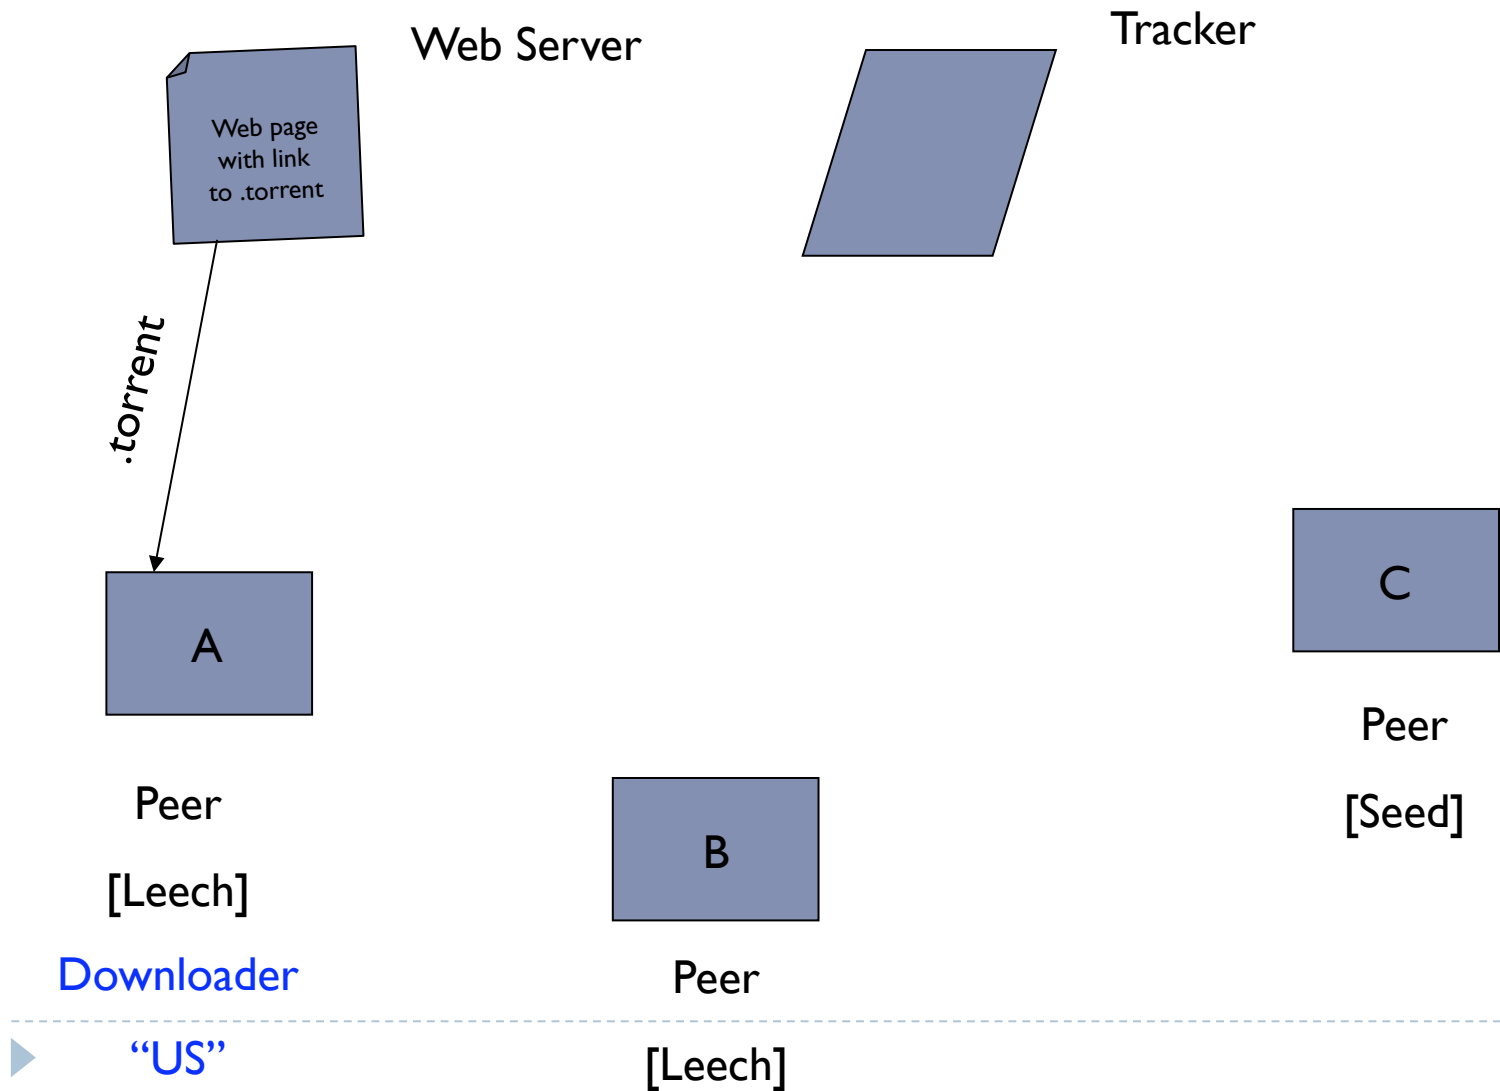 Web Server
Tracker
Web page
with link
to .torrent
.torrent
A
Peer
[Leech]
Downloader
“US”
B
Peer
[Leech]
C
Peer
[Seed]